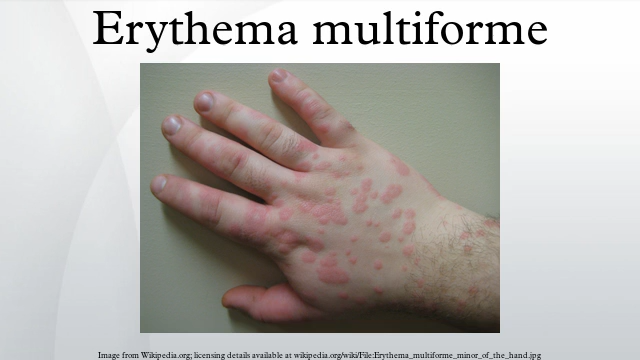 Erythema multiforme
Image from Wikipedia.org; licensing details available at wikipedia.org/wiki/File:Erythema_multiforme_minor_of_the_hand.jpg